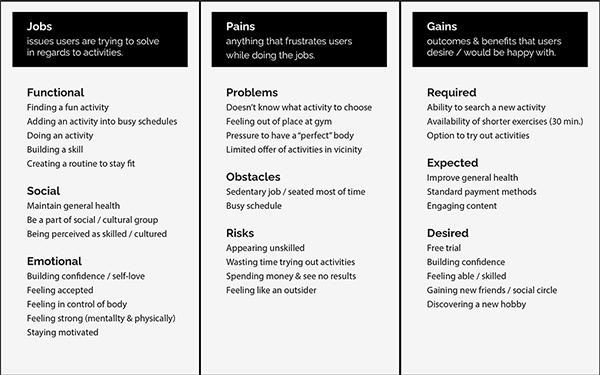 Jobs
issues users are trying to solve
in regards to activities.
Functional
Finding a fun activity
Adding an activity into busy schedules
Doing an activity
Building a skill
Creating a routine to stay fit
Social
Maintain general health
Be a part of social / cultural group
Being perceived as skilled / cultured
Emotional
Building confidence / self-love
Feeling accepted
Feeling in control of body
Feeling strong (mentallty & physically)
Staying motivated
Pains
anything that frustrates users
while doing the jobs.
Problems
Doesn't know what activity to choose
Feeling out of place at gym
Pressure to have a "perfect" body
Limited offer of activities in vicinity
Obstacles
Sedentary job / seated most of time
Busy schedule
Risks
Appearing unskilled
Wasting time trying out activities
Spending money & see no results
Feeling like an outsider
Gains
outcomes & benefits that users
desire / would be happy with.
Required
Ability to search a new activity
Availability of shorter exercises (30 min.)
Option to try out activities
Expected
Improve general health
Standard payment methods
Engaging content
Desired
Free trial
Building confidence
Feeling able / skilled
Gaining new friends / social circle
Discovering a new hobby